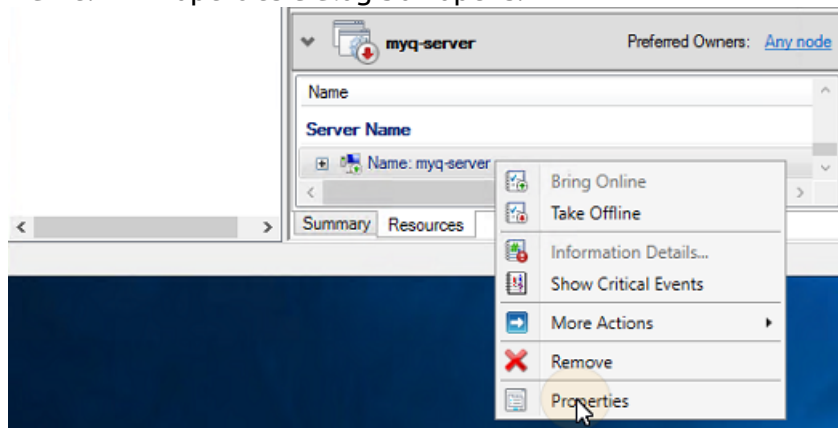 myq-server Preferred Owners: Any node
Name
Server Name
Name: myq-server
Bring Online
Take Offline
Summary Resources
Information Details...
Show Critical Events
More Actions
Remove
Properties